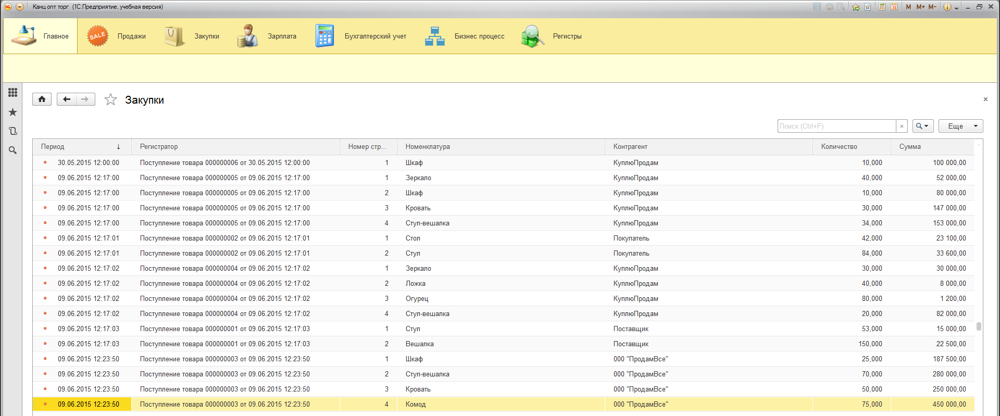 Канц опт торг (1С:Предприятие, учебная версия)
M M+ M-
Главное SALE Продажи Закупки Зарплата Бухгалтерский учет Бизнес процесс Регистры
Закупки
Поиск (Ctrl+F) Еще
Период Регистратор Номер стр... Номенклатура Контрагент Количество Сумма
30.05.2015 12:00:00 Поступление товара 000000006 от 30.05.2015 12:00:00 1 Шкаф КуплюПродам 10,000 100 000,00
09.06.2015 12:17:00 Поступление товара 000000005 от 09.06.2015 12:17:00 1 Зеркало КуплюПродам 40,000 52 000,00
09.06.2015 12:17:00 Поступление товара 000000005 от 09.06.2015 12:17:00 2 Шкаф КуплюПродам 10,000 80 000,00
09.06.2015 12:17:00 Поступление товара 000000005 от 09.06.2015 12:17:00 3 Кровать КуплюПродам 30,000 147 000,00
09.06.2015 12:17:00 Поступление товара 000000005 от 09.06.2015 12:17:00 4 Стул-вешалка КуплюПродам 34,000 153 000,00
09.06.2015 12:17:01 Поступление товара 000000002 от 09.06.2015 12:17:01 1 Стол Покупатель 42,000 23 100,00
09.06.2015 12:17:01 Поступление товара 000000002 от 09.06.2015 12:17:01 2 Стул Покупатель 84,000 33 600,00
09.06.2015 12:17:02 Поступление товара 000000004 от 09.06.2015 12:17:02 1 Зеркало КуплюПродам 30,000 30 000,00
09.06.2015 12:17:02 Поступление товара 000000004 от 09.06.2015 12:17:02 2 Ложка КуплюПродам 40,000 8 000,00
09.06.2015 12:17:02 Поступление товара 000000004 от 09.06.2015 12:17:02 3 Огурец КуплюПродам 80,000 1 200,00
09.06.2015 12:17:02 Поступление товара 000000004 от 09.06.2015 12:17:02 4 Стул-вешалка КуплюПродам 20,000 82 000,00
09.06.2015 12:17:03 Поступление товара 000000001 от 09.06.2015 12:17:03 1 Стул Поставщик 53,000 15 000,00
09.06.2015 12:17:03 Поступление товара 000000001 от 09.06.2015 12:17:03 2 Вешалка Поставщик 150,000 22 500,00
09.06.2015 12:23:50 Поступление товара 000000003 от 09.06.2015 12:23:50 1 Шкаф 000 "ПродамВсе" 25,000 187 500,00
09.06.2015 12:23:50 Поступление товара 000000003 от 09.06.2015 12:23:50 2 Стул-вешалка 000 "ПродамВсе" 70,000 280 000,00
09.06.2015 12:23:50 Поступление товара 000000003 от 09.06.2015 12:23:50 3 Кровать 000 "ПродамВсе" 50,000 250 000,00
09.06.2015 12:23:50 Поступление товара 000000003 от 09.06.2015 12:23:50 4 Комод 000 "ПродамВсе" 75,000 450 000,00